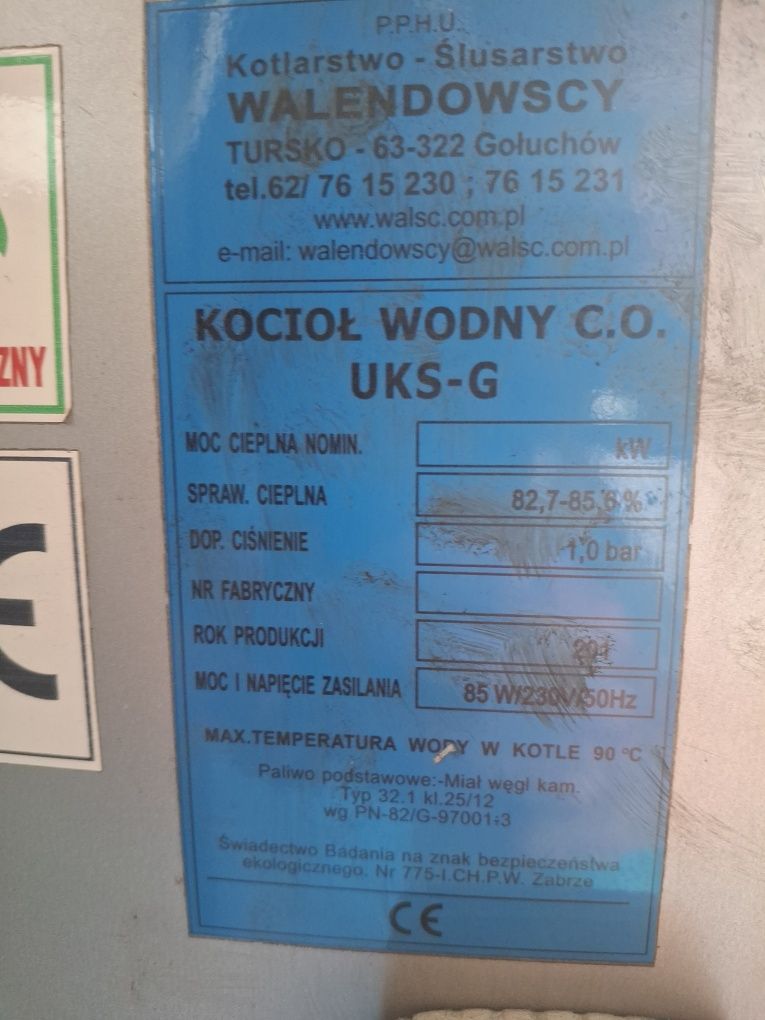 P.P.H.U.
Kotlarstwo - Ślusarstwo
WALENDOWSCY
TURSKO - 63-322 Gołuchów
tel.62/ 76 15 230 ; 76 15 231
www.walsc.com.pl
e-mail: walendowscy@walsc.com.pl
KOCIOŁ WODNY C.O.
UKS-G
MOC CIEPLNA NOMIN. kW
SPRAW. CIEPLNA 82,7-85,6 %
DOP. CIŚNIENIE 1,0 bar
NR FABRYCZNY
ROK PRODUKCJI 201
MOC I NAPIĘCIE ZASILANIA 85 W/230V/50Hz
MAX.TEMPERATURA WODY W KOTLE 90 °C
Paliwo podstawowe:-Miał węgl kam.
Typ 32.1 kl.25/12
wg PN-82/G-97001-3
Świadectwo Badania na znak bezpieczeństwa
ekologicznego. Nr 775-I.CH.P.W. Zabrze
CE
ZNY
E